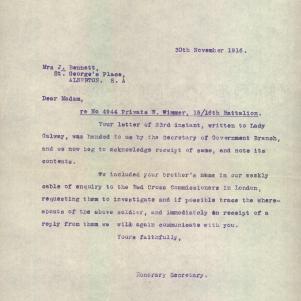 30th November 1916.
Mrs J. Bennett,
St. George's Place,
ALBERTON. S. A
Dear Madam,
re No 4944 Private W. Wimmer, 13/16th Battalion.
Your letter of 23rd instant, written to Lady
Galway, was handed to us by the Secretary of Government Branch,
and we now beg to acknowledge receipt of same, and note its
contents.
We included your brother's name in our weekly
cable of enquiry to the Red Cross Commissioners in London,
requesting them to investigate and if possible trace the where-
abouts of the above soldier, and immediately on receipt of a
reply from them we will again communicate with you.
Yours faithfully,
Honorary Secretary.